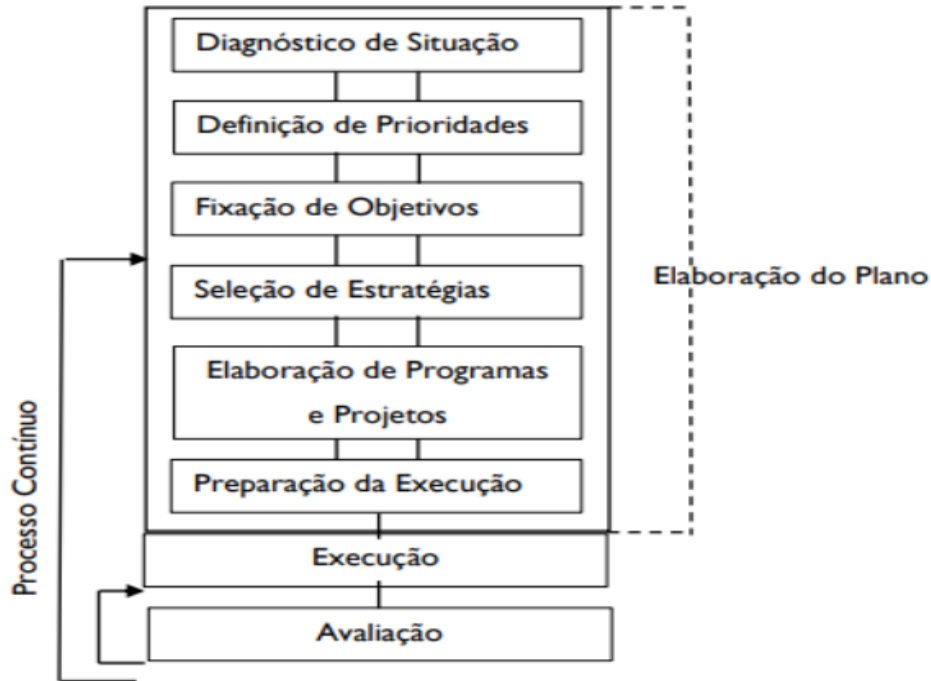 Diagnóstico de Situação
Definição de Prioridades
Fixação de Objetivos
Seleção de Estratégias
Elaboração do Plano
Elaboração de Programas
e Projetos
Preparação da Execução
Processo Contínuo
Execução
Avaliação